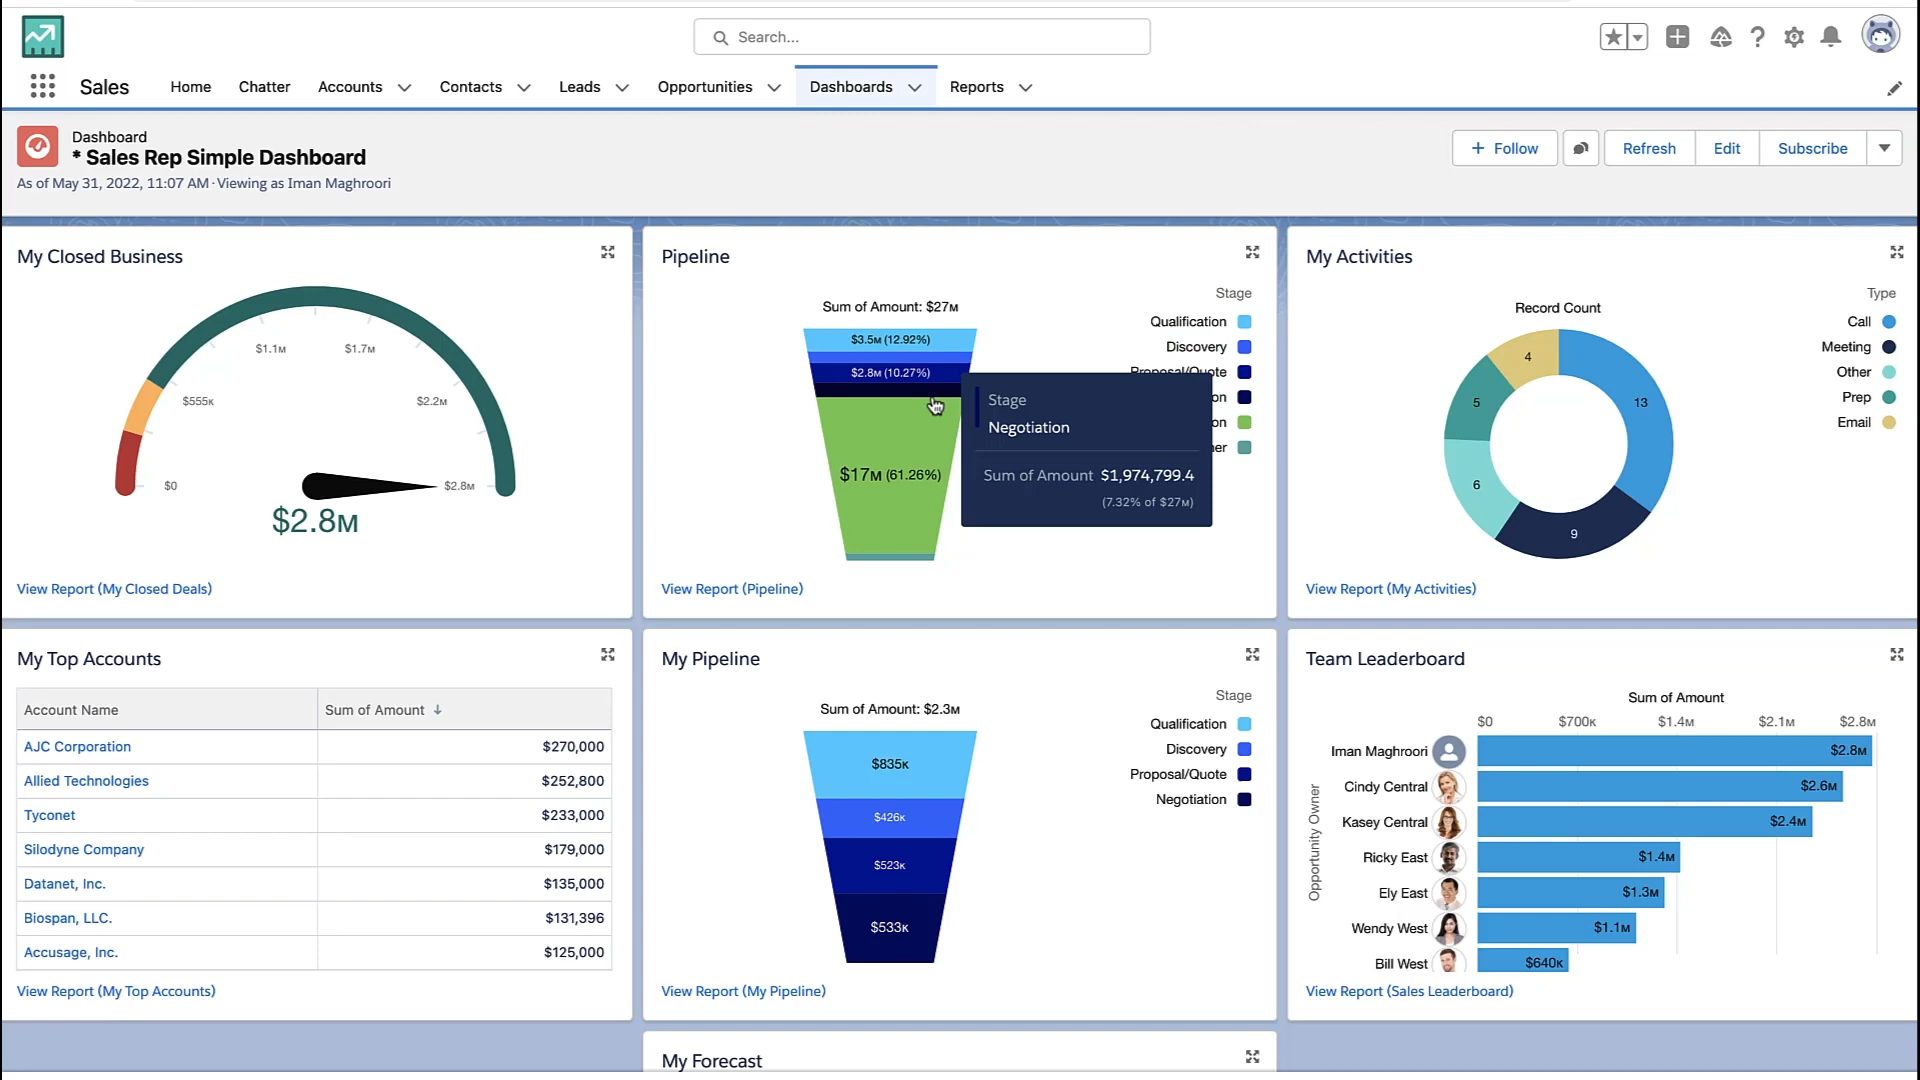 Search...
Sales
Home
Chatter
Accounts
Contacts
Leads
Opportunities
Dashboards
Reports
Dashboard
* Sales Rep Simple Dashboard
As of May 31, 2022, 11:07 AM·Viewing as Iman Maghroori
+ Follow
Refresh
Edit
Subscribe
My Closed Business
$0
$555K
$1.1M
$1.7M
$2.2M
$2.8M
$2.8M
View Report (My Closed Deals)
Pipeline
Sum of Amount: $27M
$3.5M (12.92%)
$2.8M (10.27%)
$17M (61.26%)
Stage
Qualification
Discovery
Proposal/Quote
on
on
ner
Stage
Negotiation
Sum of Amount $1,974,799.4
(7.32% of $27M)
View Report (Pipeline)
My Activities
Record Count
4
13
5
6
9
Type
Call
Meeting
Other
Prep
Email
View Report (My Activities)
My Top Accounts
Account Name Sum of Amount ↓
AJC Corporation $270,000
Allied Technologies $252,800
Tyconet $233,000
Silodyne Company $179,000
Datanet, Inc. $135,000
Biospan, LLC. $131,396
Accusage, Inc. $125,000
View Report (My Top Accounts)
My Pipeline
Sum of Amount: $2.3M
$835K
$426K
$523K
$533K
Stage
Qualification
Discovery
Proposal/Quote
Negotiation
View Report (My Pipeline)
Team Leaderboard
Sum of Amount
$0 $700K $1.4M $2.1M $2.8M
Opportunity Owner
Iman Maghroori $2.8M
Cindy Central $2.6M
Kasey Central $2.4M
Ricky East $1.4M
Ely East $1.3M
Wendy West $1.1M
Bill West $640K
View Report (Sales Leaderboard)
My Forecast